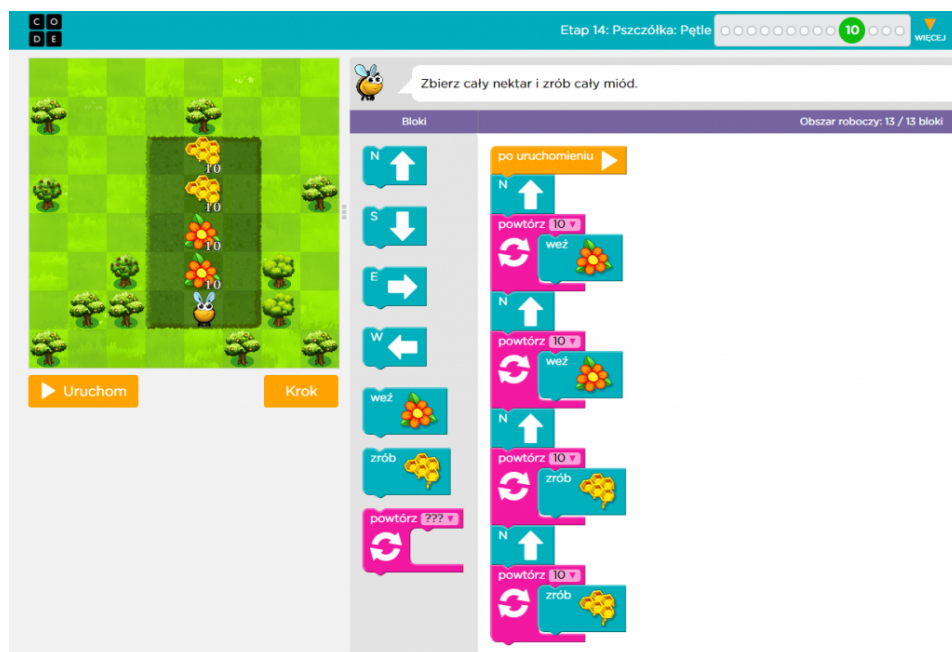 CODE
Etap 14: Pszczółka: Pętle
10
WIĘCEJ
Zbierz cały nektar i zrób cały miód.
Bloki
Obszar roboczy: 13 / 13 bloki
10
10
10
10
Uruchom
Krok
N
S
E
W
weź
zrób
powtórz ???
po uruchomieniu
N
powtórz 10
weź
N
powtórz 10
weź
N
powtórz 10
zrób
N
powtórz 10
zrób